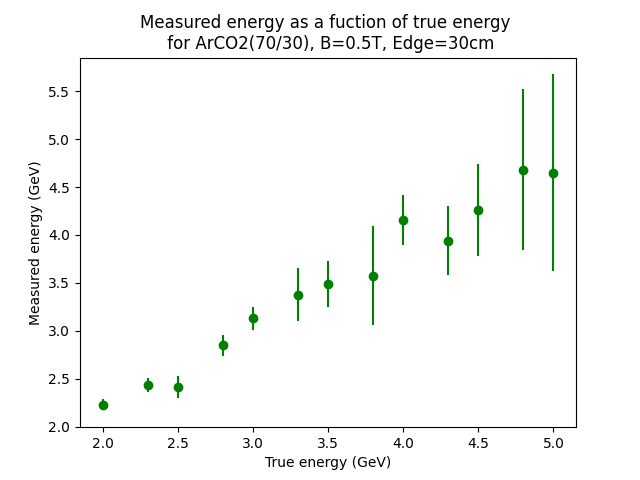 Measured energy as a fuction of true energy
for ArCO2(70/30), B=0.5T, Edge=30cm
Measured energy (GeV)
5.5
5.0
4.5
4.0
3.5
3.0
2.5
2.0
2.0 2.5 3.0 3.5 4.0 4.5 5.0
True energy (GeV)